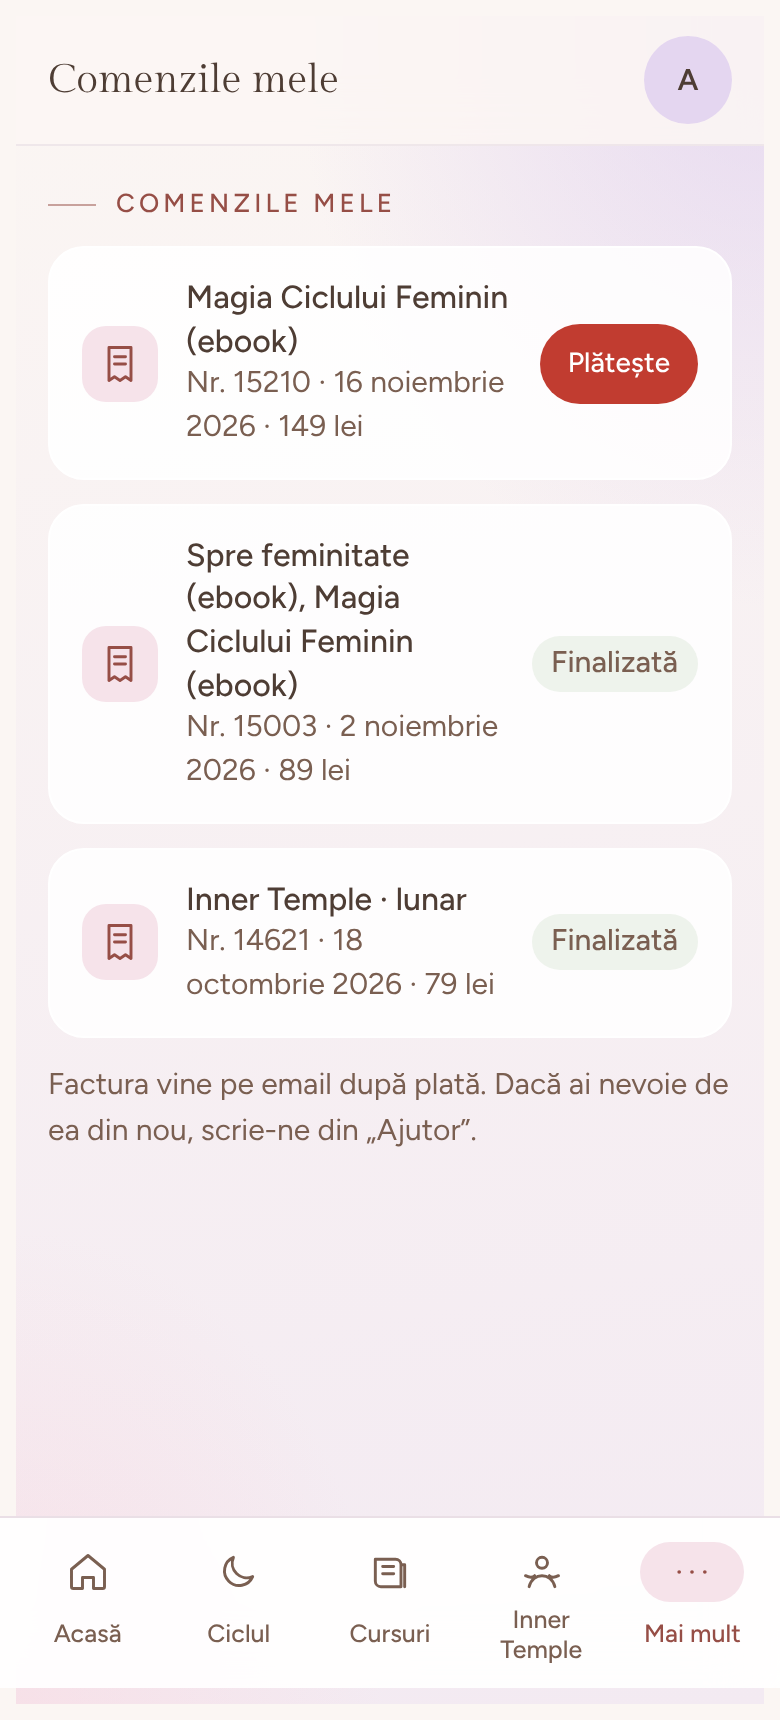 Comenzile mele
A
COMENZILE MELE
Magia Ciclului Feminin
(ebook)
Nr. 15210 · 16 noiembrie
2026 · 149 lei
Plătește
Spre feminitate
(ebook), Magia
Ciclului Feminin
(ebook)
Nr. 15003 · 2 noiembrie
2026 · 89 lei
Finalizată
Inner Temple · lunar
Nr. 14621 · 18
octombrie 2026 · 79 lei
Finalizată
Factura vine pe email după plată. Dacă ai nevoie de
ea din nou, scrie-ne din „Ajutor”.
Acasă
Ciclul
Cursuri
Inner
Temple
Mai mult